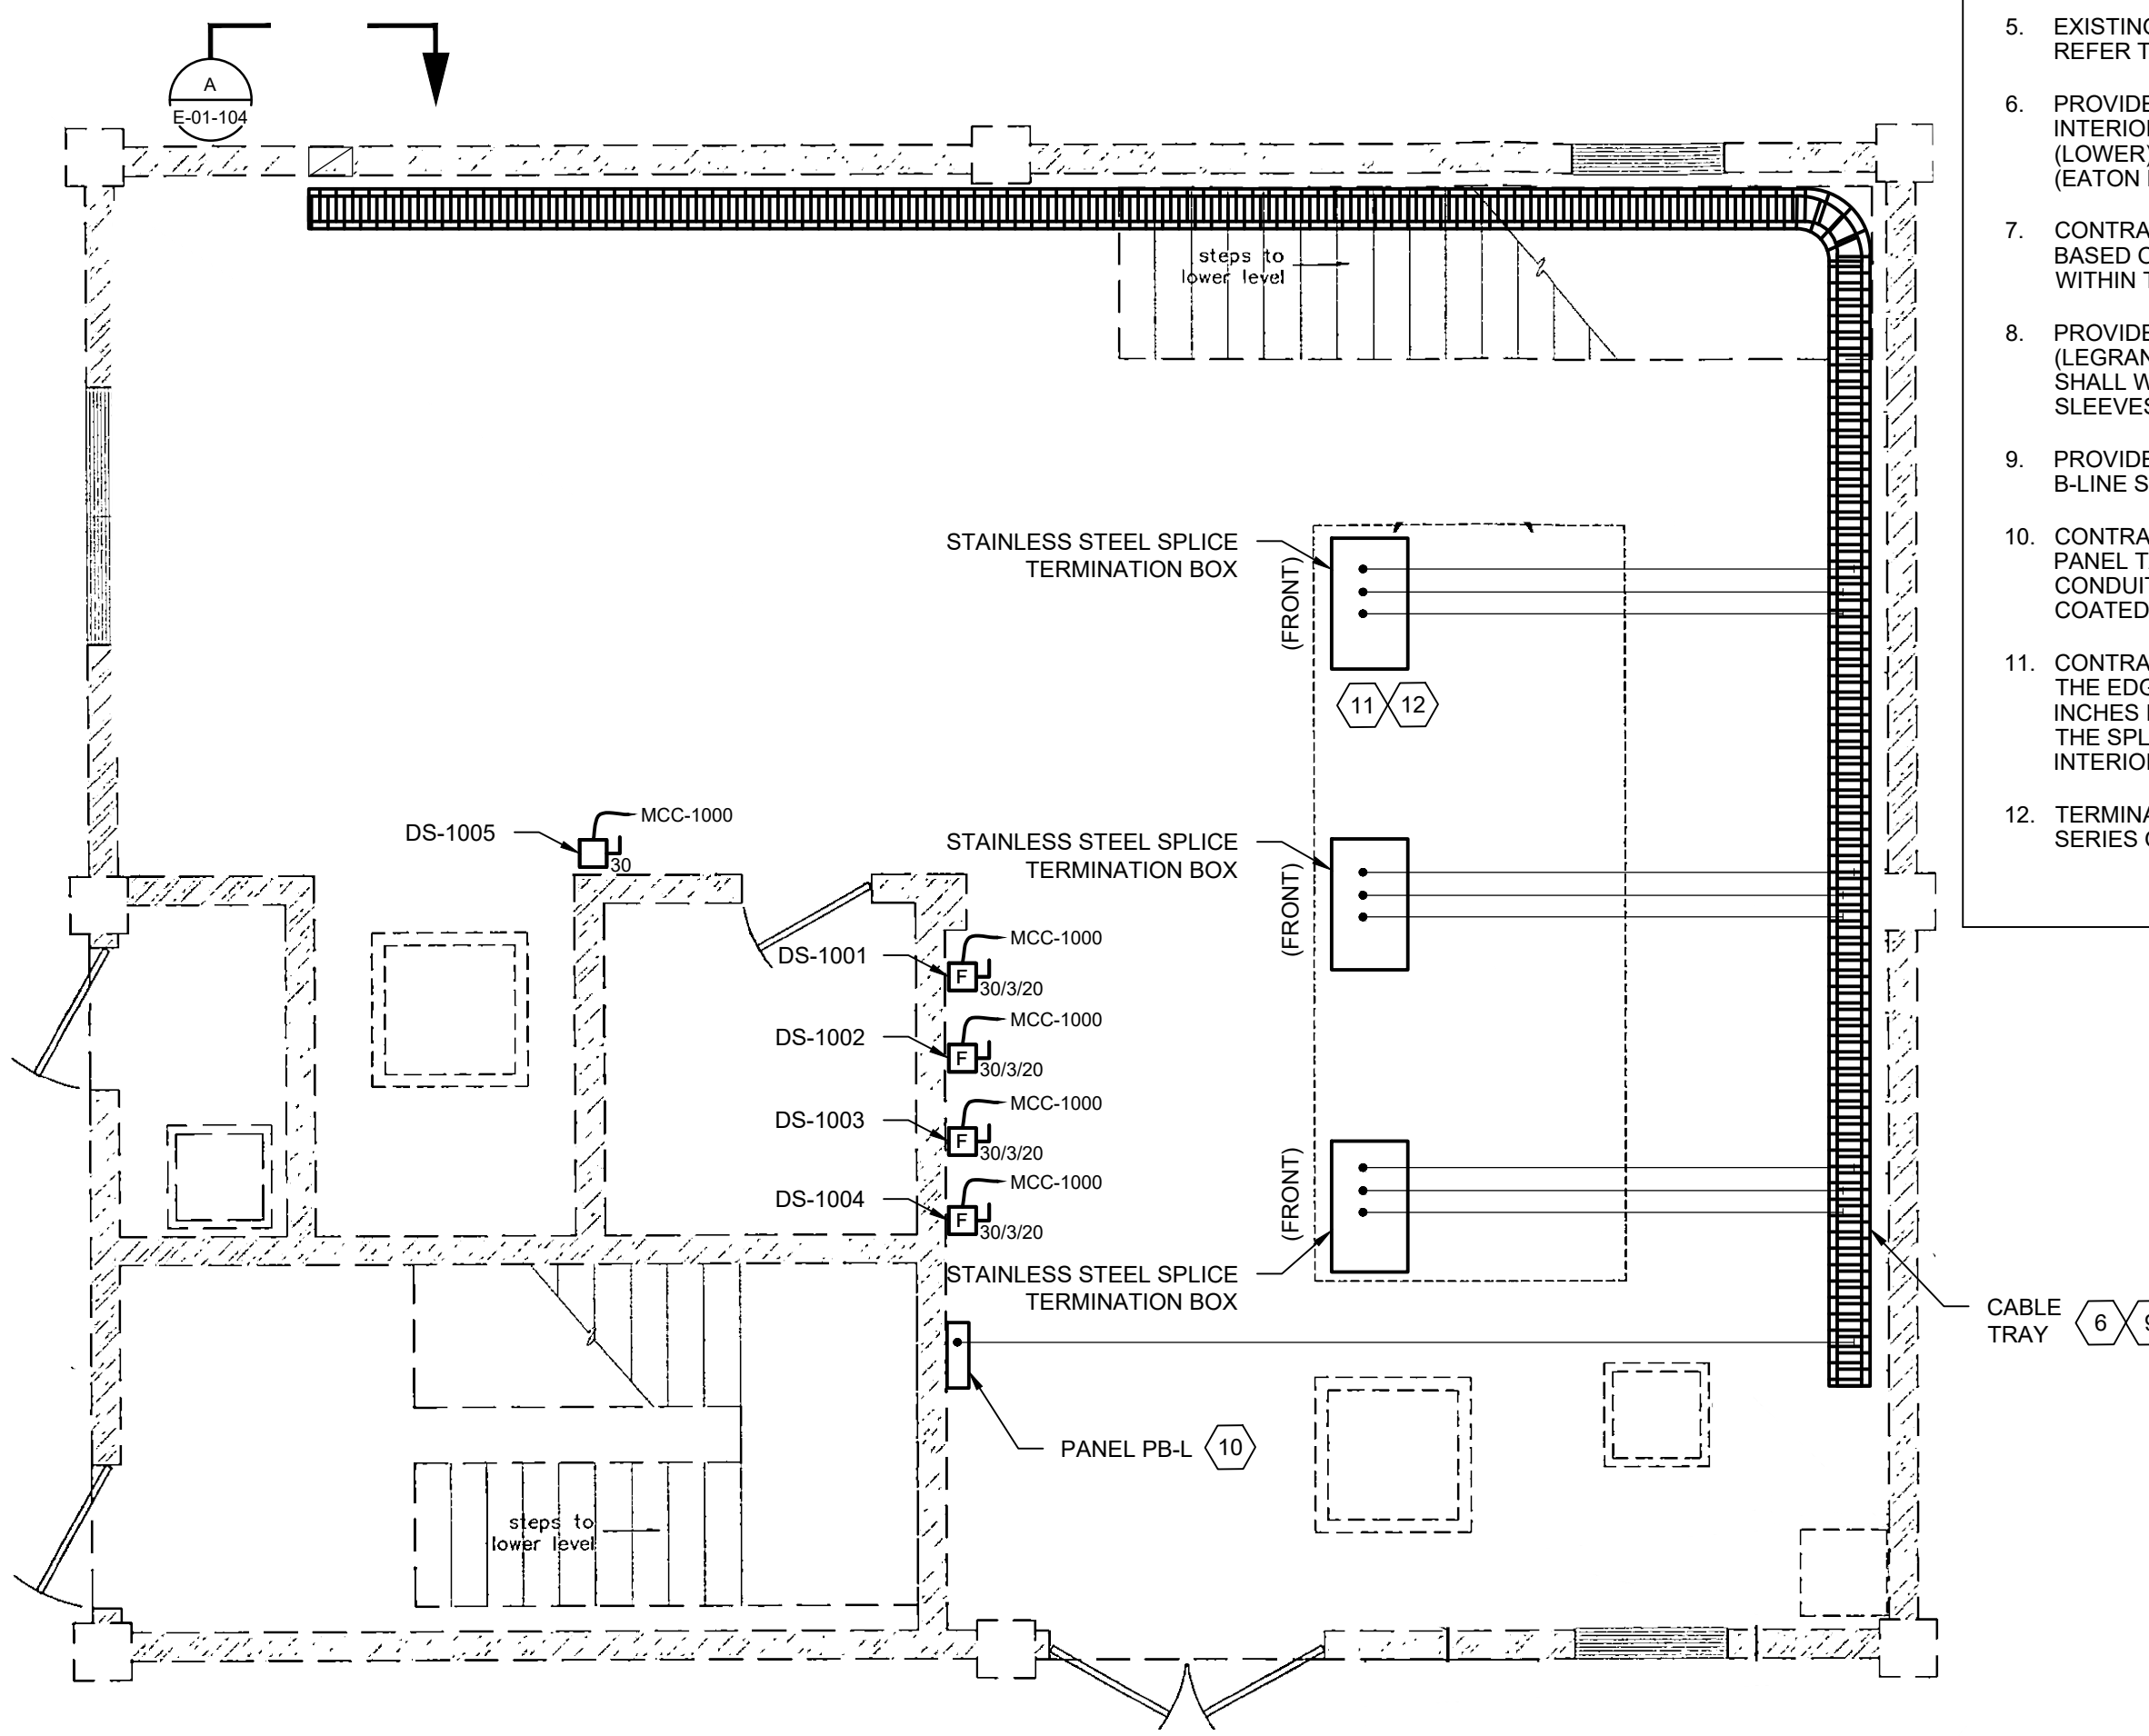 A
E-01-104
steps to
lower level
STAINLESS STEEL SPLICE
TERMINATION BOX
(FRONT)
11
12
MCC-1000
DS-1005
30
STAINLESS STEEL SPLICE
TERMINATION BOX
(FRONT)
MCC-1000
DS-1001
F
30/3/20
MCC-1000
DS-1002
F
30/3/20
MCC-1000
DS-1003
F
30/3/20
MCC-1000
DS-1004
F
30/3/20
(FRONT)
STAINLESS STEEL SPLICE
TERMINATION BOX
CABLE
TRAY
6
9
PANEL PB-L
10
steps to
lower level
5. EXISTING
REFER T
6. PROVIDE
INTERIO
(LOWER)
(EATON
7. CONTRA
BASED
WITHIN
8. PROVIDE
(LEGRAN
SHALL W
SLEEVES
9. PROVIDE
B-LINE S
10. CONTRA
PANEL T
CONDUIT
COATED
11. CONTRA
THE EDG
INCHES
THE SPL
INTERIO
12. TERMINA
SERIES